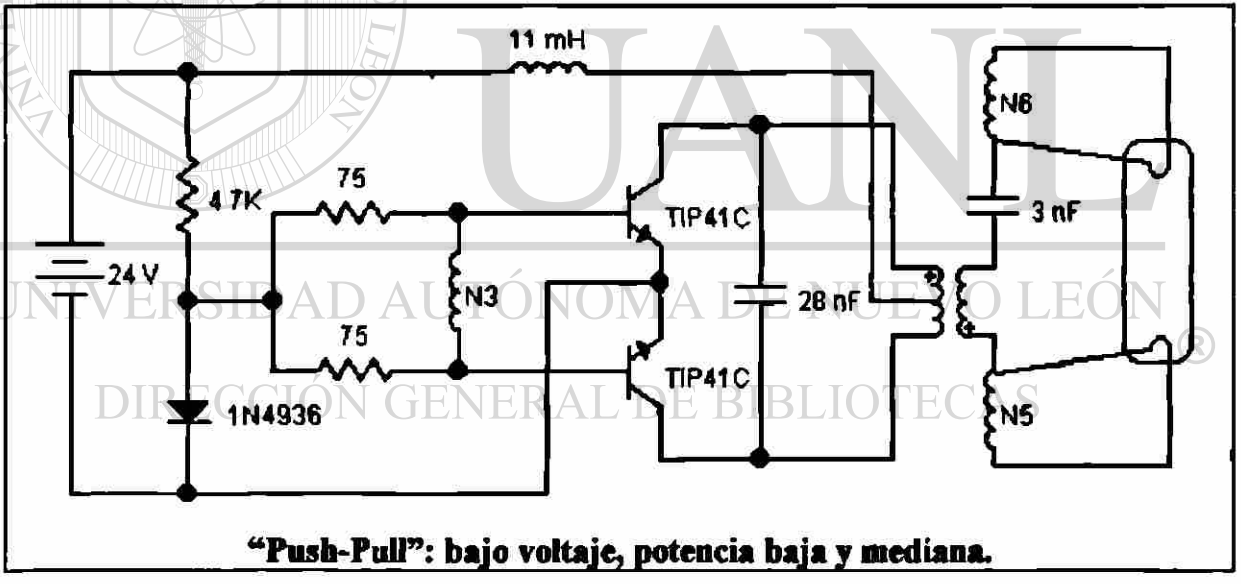 11 mH
N6
4.7K
75
TIP41C
3 nF
24 V
N3
28 nF
75
TIP41C
1N4936
N5
UANL
UNIVERSIDAD AUTÓNOMA DE NUEVO LEÓN
®
DIRECCIÓN GENERAL DE BIBLIOTECAS
“Push-Pull”: bajo voltaje, potencia baja y mediana.